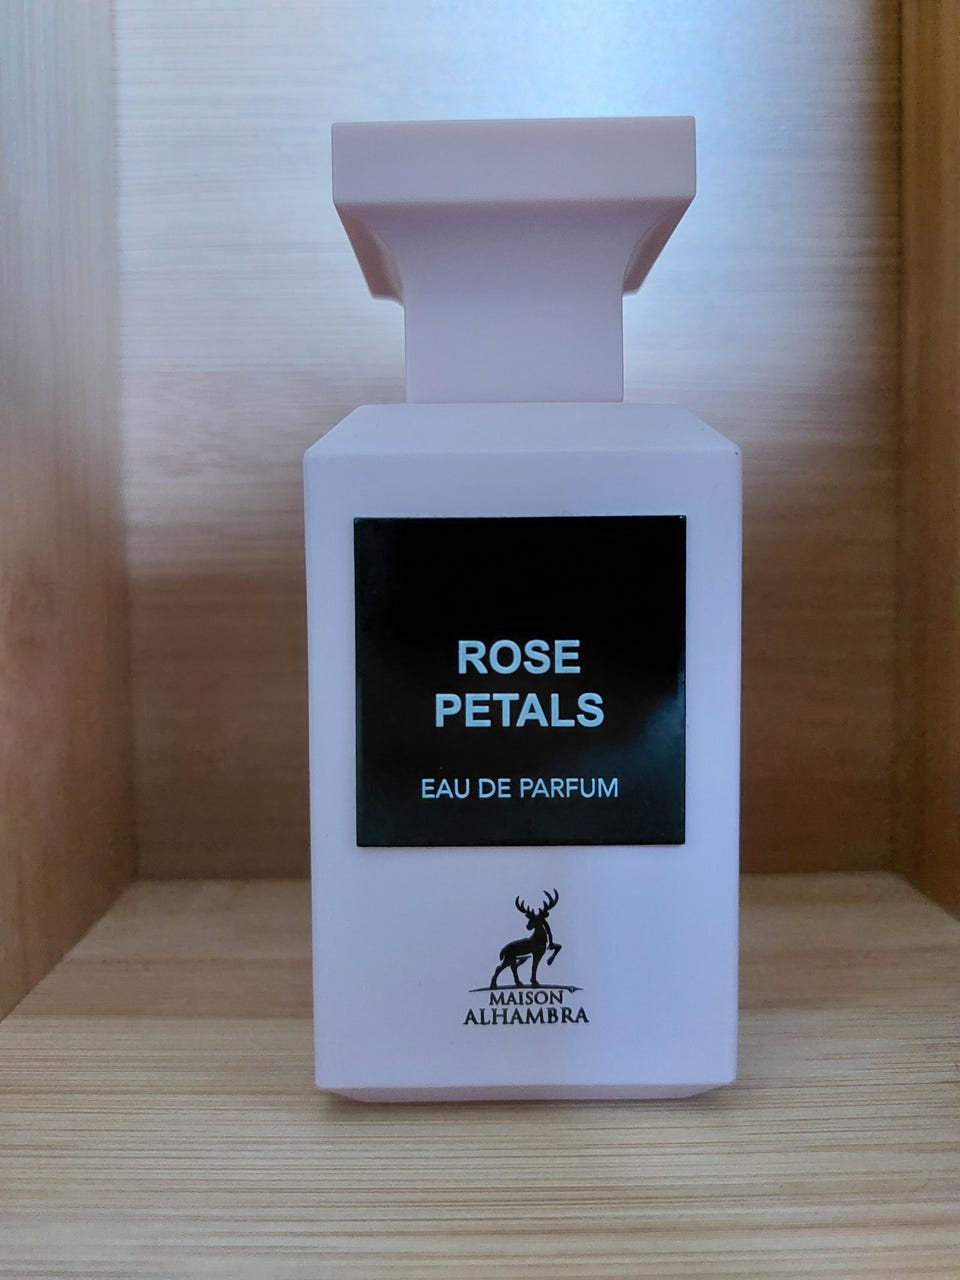 ROSE
PETALS
EAU DE PARFUM
MAISON
ALHAMBRA